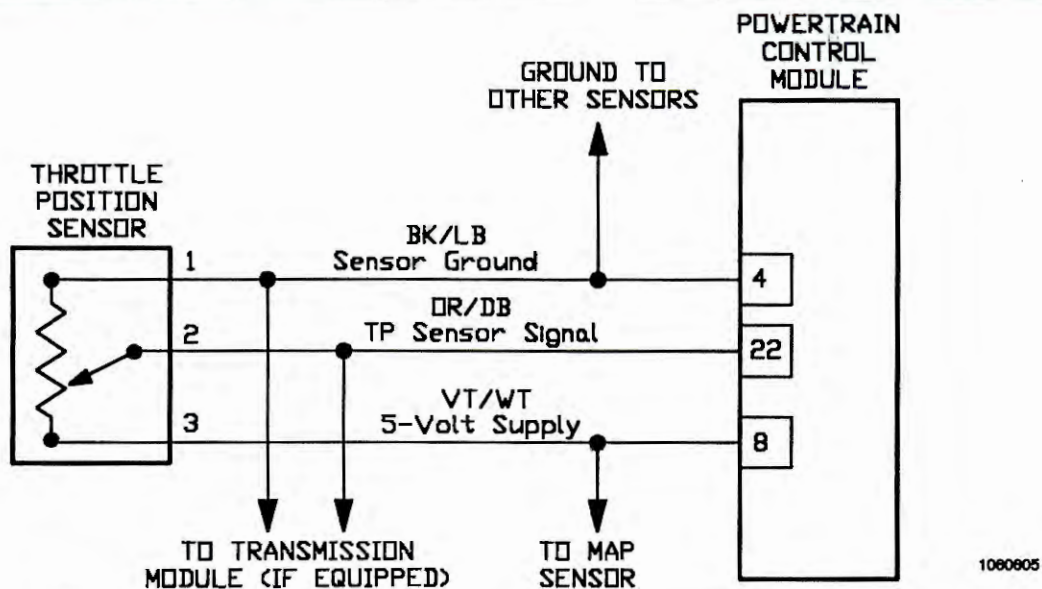 POWERTRAIN
CONTROL
MODULE
GROUND TO
OTHER SENSORS
THROTTLE
POSITION
SENSOR
1
BK/LB
Sensor Ground
4
2
OR/DB
TP Sensor Signal
22
3
VT/WT
5-Volt Supply
8
TO TRANSMISSION
MODULE (IF EQUIPPED)
TO MAP
SENSOR
1060605